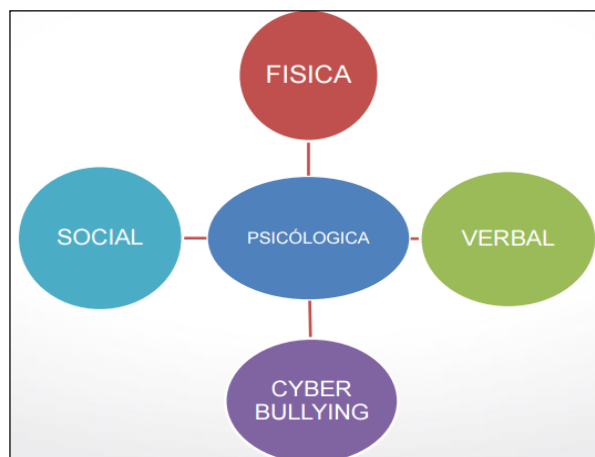 FISICA
SOCIAL
PSICÓLOGICA
VERBAL
CYBER
BULLYING